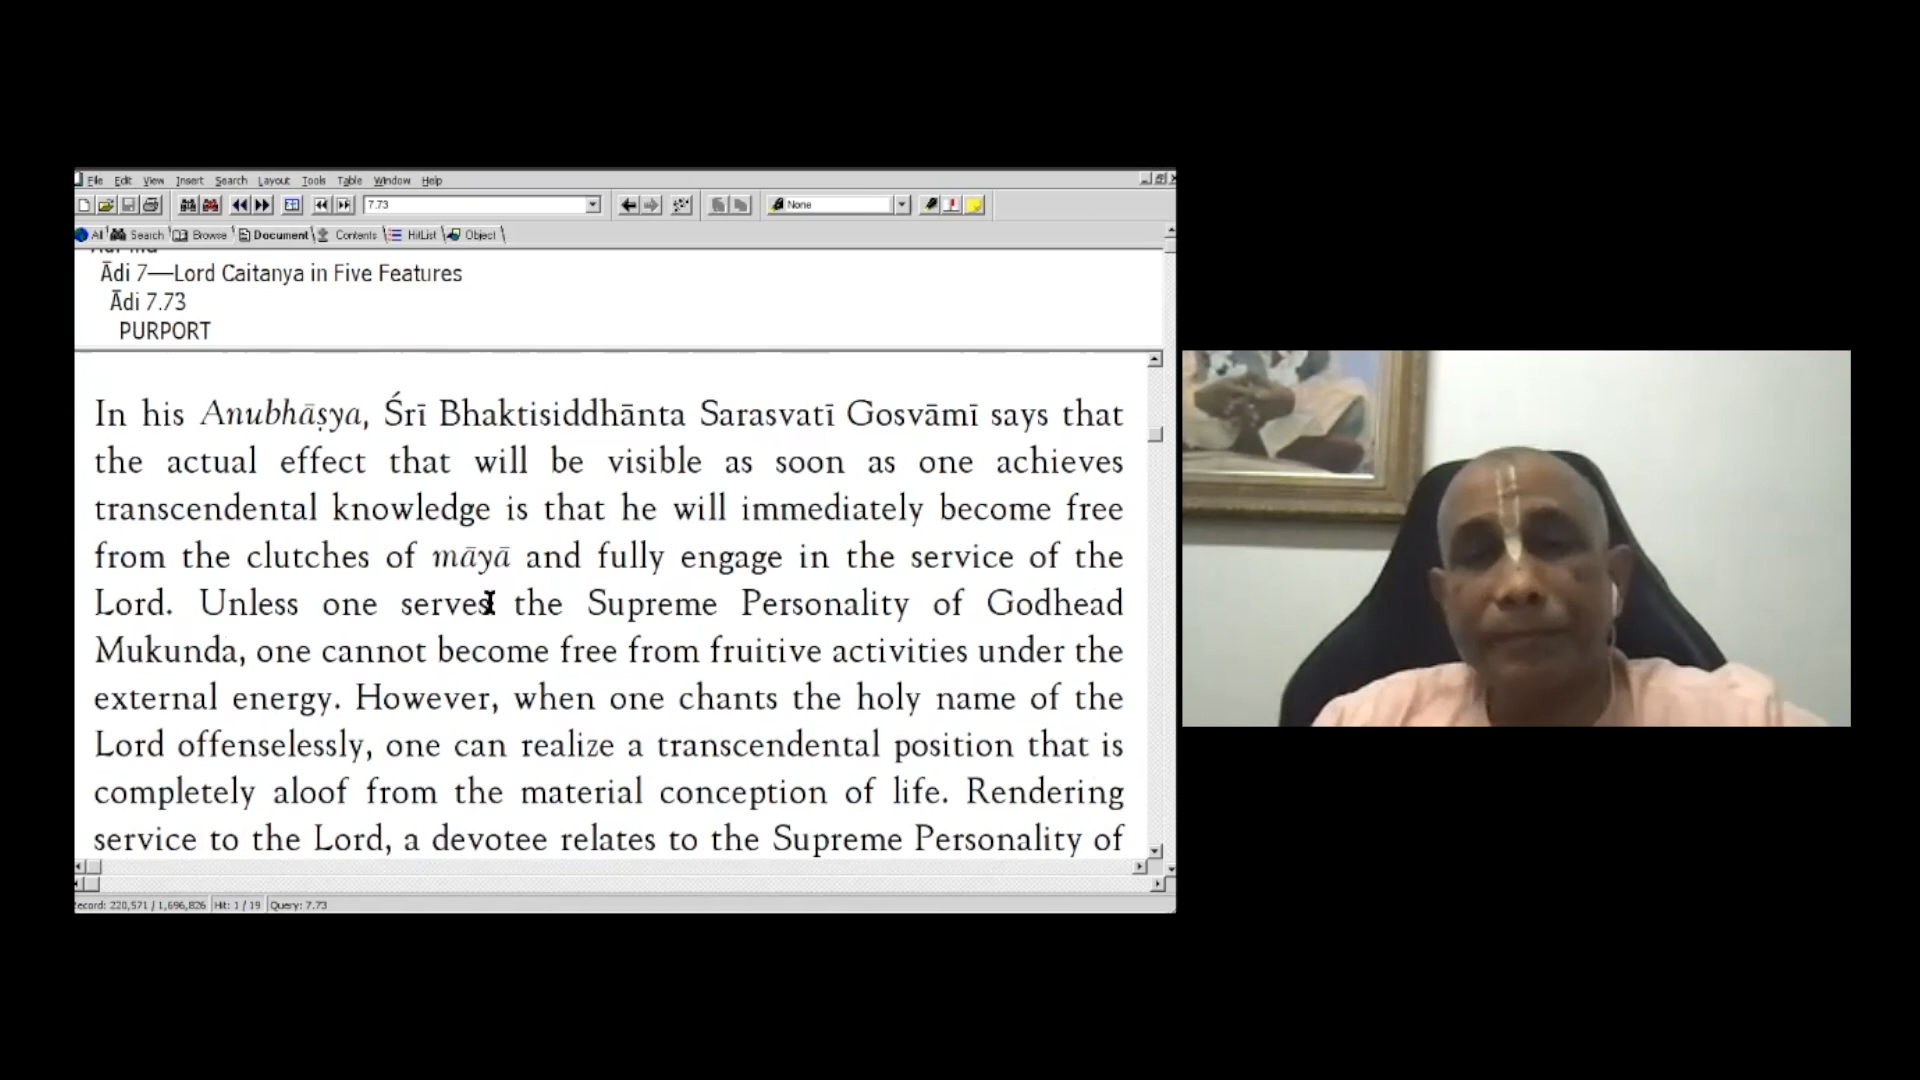 File Edit View Insert Search Layout Tools Table Window Help
7.73 None
All Search Browse Document Contents HitList Object
Ādi 7—Lord Caitanya in Five Features
Ādi 7.73
PURPORT
In his Anubhāṣya, Śrī Bhaktisiddhānta Sarasvatī Gosvāmī says that
the actual effect that will be visible as soon as one achieves
transcendental knowledge is that he will immediately become free
from the clutches of māyā and fully engage in the service of the
Lord. Unless one serves the Supreme Personality of Godhead
Mukunda, one cannot become free from fruitive activities under the
external energy. However, when one chants the holy name of the
Lord offenselessly, one can realize a transcendental position that is
completely aloof from the material conception of life. Rendering
service to the Lord, a devotee relates to the Supreme Personality of
ecord: 220,571 / 1,696,826 Hit: 1 / 19 Query: 7.73